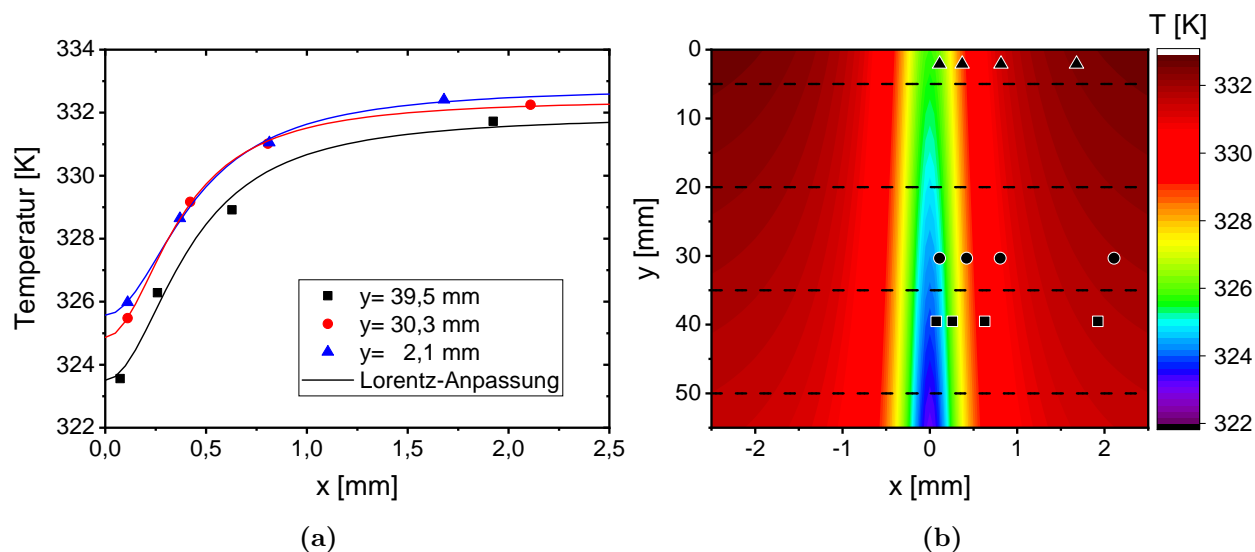 334
332
330
328
326
324
322
Temperatur [K]
0,0 0,5 1,0 1,5 2,0 2,5
x [mm]
y= 39,5 mm
y= 30,3 mm
y= 2,1 mm
Lorentz-Anpassung
(a)
T [K]
0
10
20
30
40
50
y [mm]
-2 -1 0 1 2
x [mm]
332
330
328
326
324
322
(b)